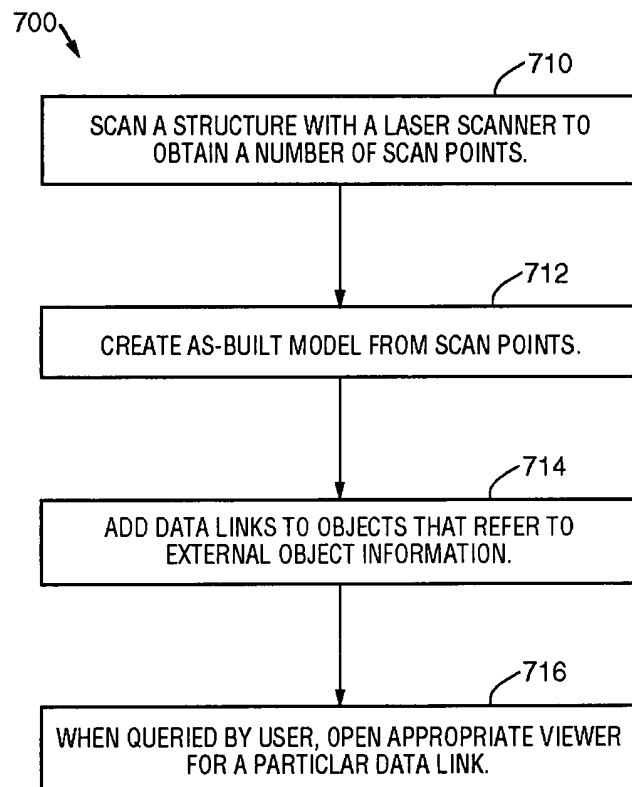 700
710
SCAN A STRUCTURE WITH A LASER SCANNER TO
OBTAIN A NUMBER OF SCAN POINTS.
712
CREATE AS-BUILT MODEL FROM SCAN POINTS.
714
ADD DATA LINKS TO OBJECTS THAT REFER TO
EXTERNAL OBJECT INFORMATION.
716
WHEN QUERIED BY USER, OPEN APPROPRIATE VIEWER
FOR A PARTICLAR DATA LINK.